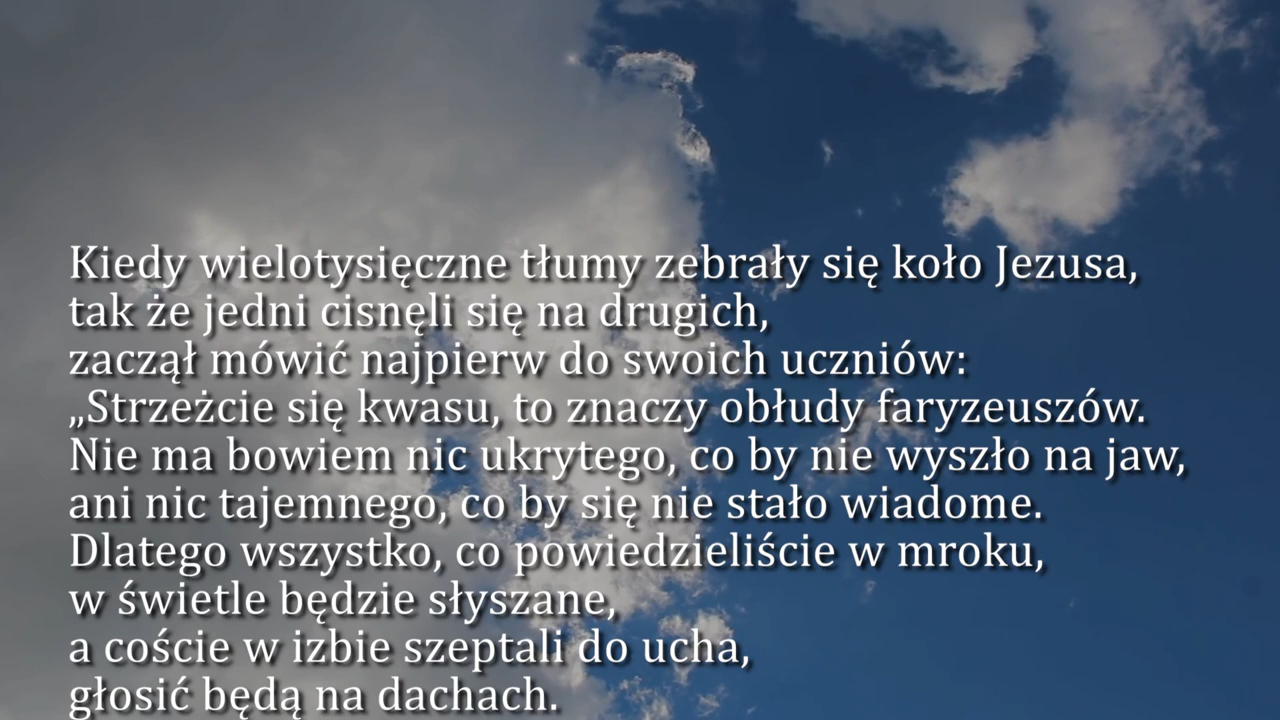 Kiedy wielotysięczne tłumy zebrały się koło Jezusa,
tak że jedni cisnęli się na drugich,
zaczął mówić najpierw do swoich uczniów:
„Strzeżcie się kwasu, to znaczy obłudy faryzeuszów.
Nie ma bowiem nic ukrytego, co by nie wyszło na jaw,
ani nic tajemnego, co by się nie stało wiadome.
Dlatego wszystko, co powiedzieliście w mroku,
w świetle będzie słyszane,
a coście w izbie szeptali do ucha,
głosić będą na dachach.